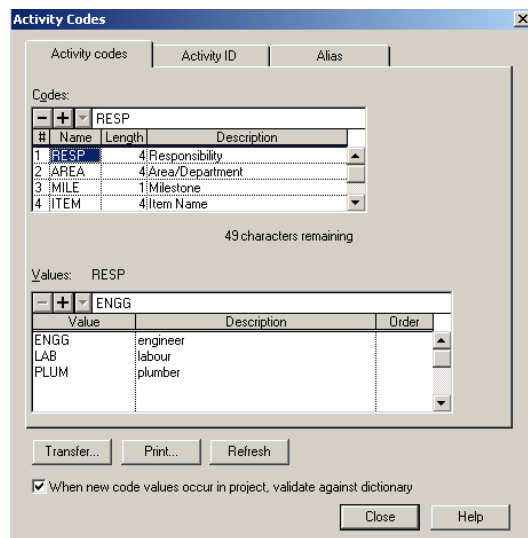 Activity Codes
Activity codes Activity ID Alias
Codes:
RESP
# Name Length Description
1 RESP 4 Responsibility
2 AREA 4 Area/Department
3 MILE 1 Milestone
4 ITEM 4 Item Name
49 characters remaining
Values: RESP
ENGG
Value Description Order
ENGG engineer
LAB labour
PLUM plumber
Transfer... Print... Refresh
When new code values occur in project, validate against dictionary
Close Help